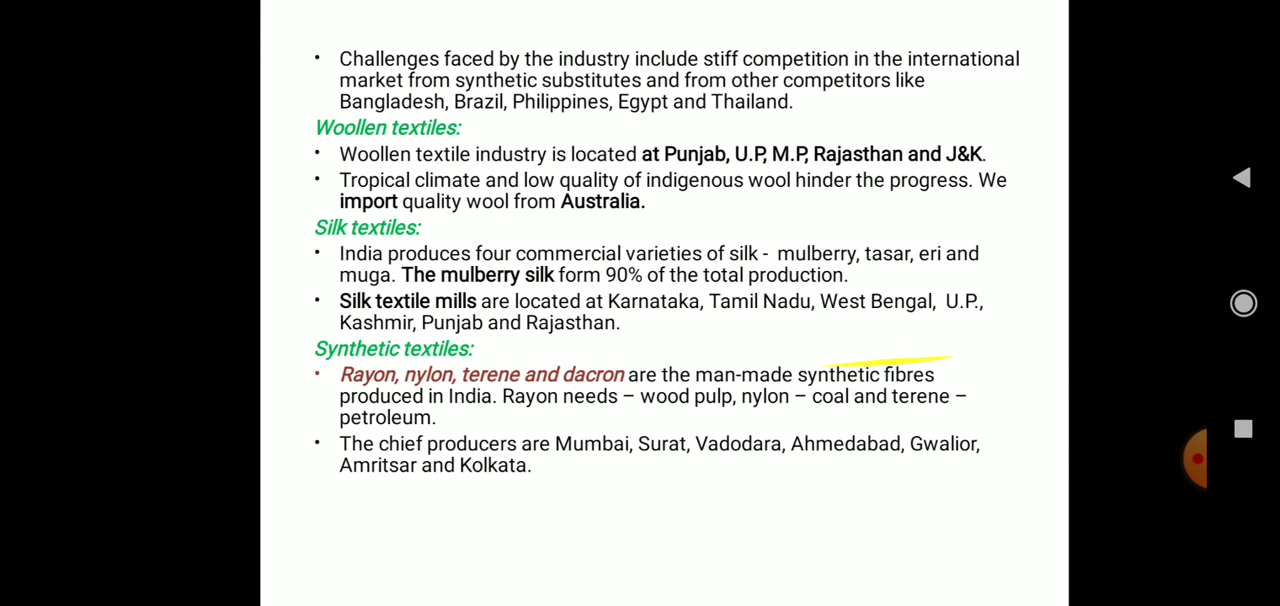 • Challenges faced by the industry include stiff competition in the international
market from synthetic substitutes and from other competitors like
Bangladesh, Brazil, Philippines, Egypt and Thailand.
Woollen textiles:
• Woollen textile industry is located at Punjab, U.P, M.P, Rajasthan and J&K.
• Tropical climate and low quality of indigenous wool hinder the progress. We
import quality wool from Australia.
Silk textiles:
• India produces four commercial varieties of silk - mulberry, tasar, eri and
muga. The mulberry silk form 90% of the total production.
• Silk textile mills are located at Karnataka, Tamil Nadu, West Bengal, U.P.,
Kashmir, Punjab and Rajasthan.
Synthetic textiles:
• Rayon, nylon, terene and dacron are the man-made synthetic fibres
produced in India. Rayon needs – wood pulp, nylon – coal and terene –
petroleum.
• The chief producers are Mumbai, Surat, Vadodara, Ahmedabad, Gwalior,
Amritsar and Kolkata.